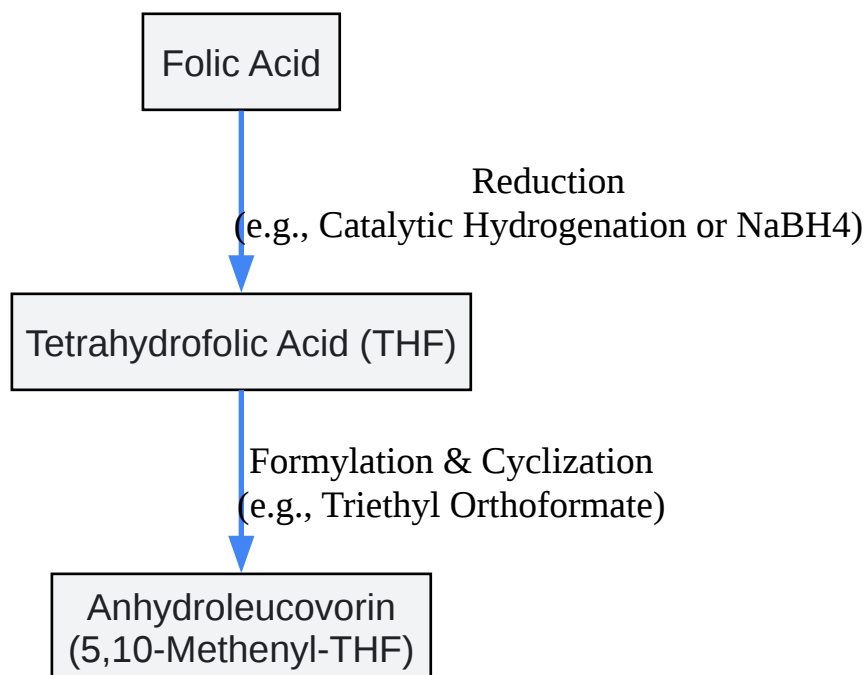 Folic Acid
Reduction
(e.g., Catalytic Hydrogenation or NaBH4)
Tetrahydrofolic Acid (THF)
Formylation & Cyclization
(e.g., Triethyl Orthoformate)
Anhydroleucovorin
(5,10-Methenyl-THF)